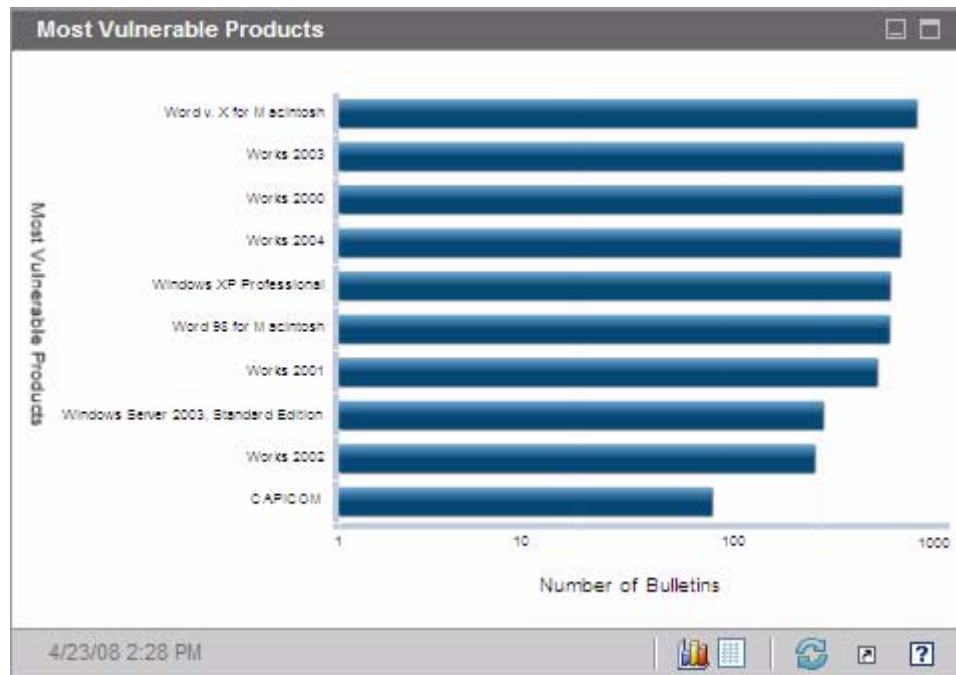 Most Vulnerable Products
Most Vulnerable Products
Word v. X for Macintosh
Works 2003
Works 2000
Works 2004
Windows XP Professional
Word 98 for Macintosh
Works 2001
Windows Server 2003, Standard Edition
Works 2002
CAPICOM
1 10 100 1000
Number of Bulletins
4/23/08 2:28 PM
?